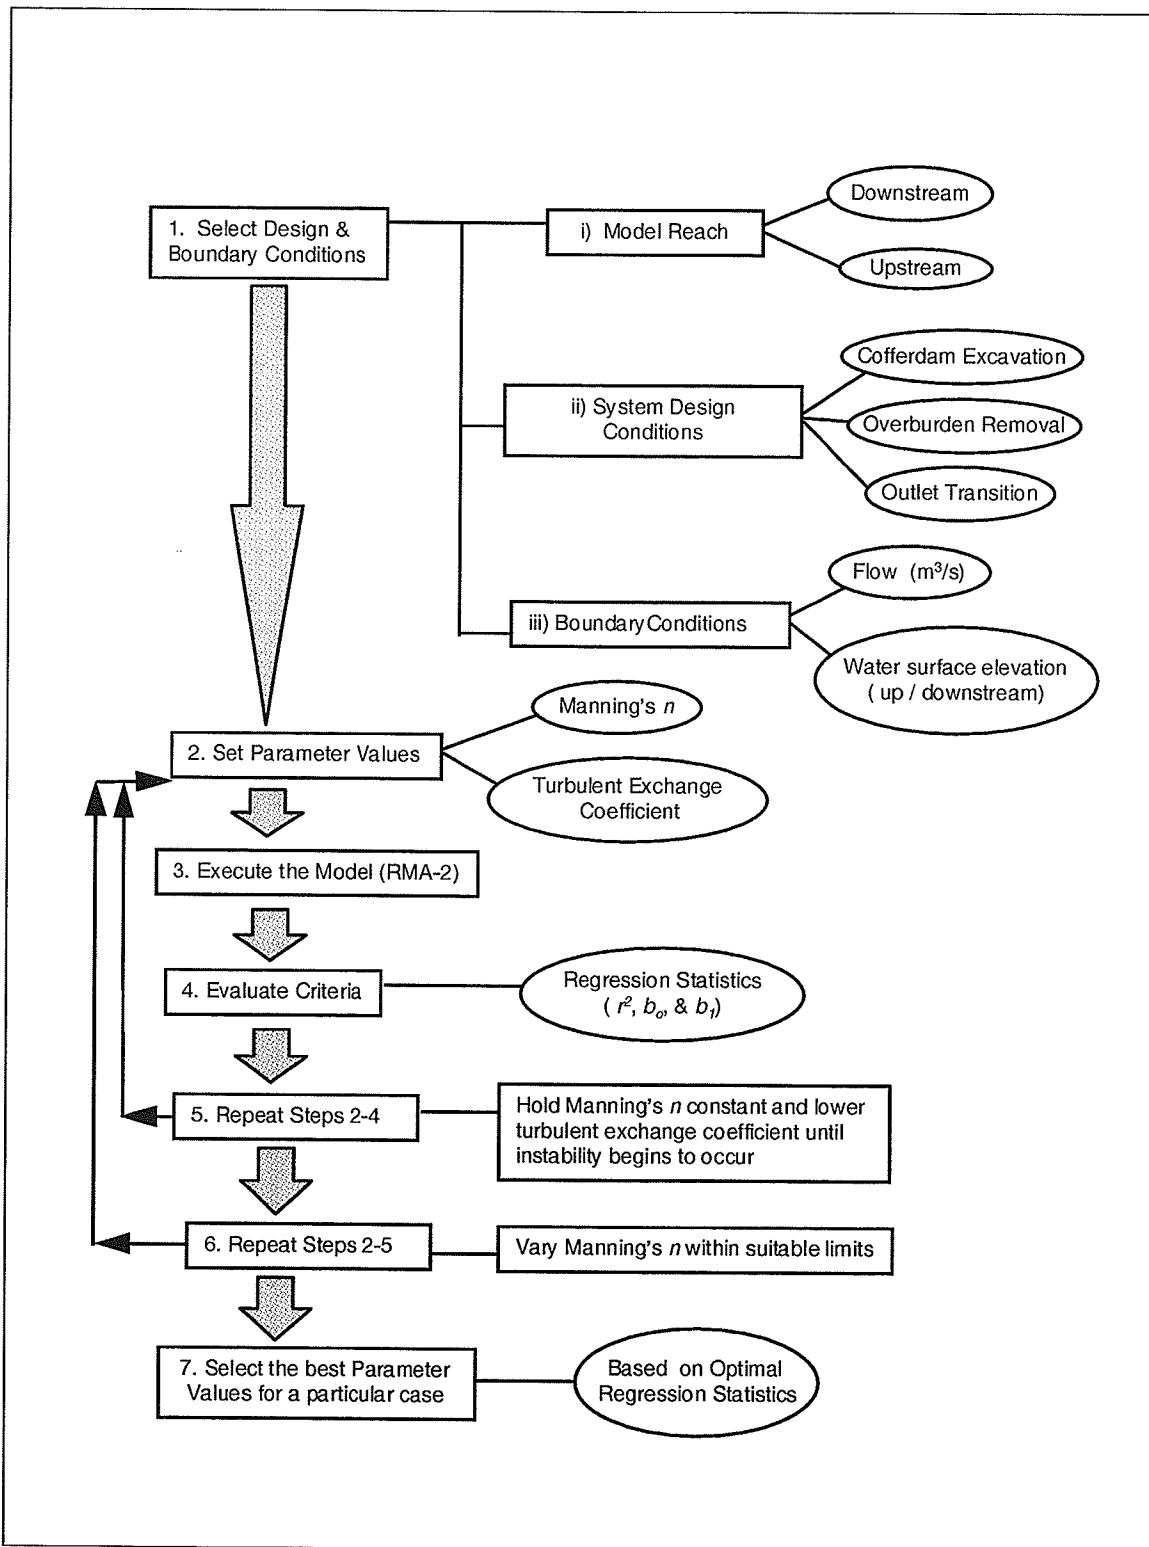 1. Select Design &
Boundary Conditions
i) Model Reach
Downstream
Upstream
ii) System Design
Conditions
Cofferdam Excavation
Overburden Removal
Outlet Transition
iii) Boundary Conditions
Flow (m³/s)
Water surface elevation
( up / downstream)
2. Set Parameter Values
Manning's n
Turbulent Exchange
Coefficient
3. Execute the Model (RMA-2)
4. Evaluate Criteria
Regression Statistics
( r², bₒ, & b₁)
5. Repeat Steps 2-4
Hold Manning's n constant and lower
turbulent exchange coefficient until
instability begins to occur
6. Repeat Steps 2-5
Vary Manning's n within suitable limits
7. Select the best Parameter
Values for a particular case
Based on Optimal
Regression Statistics